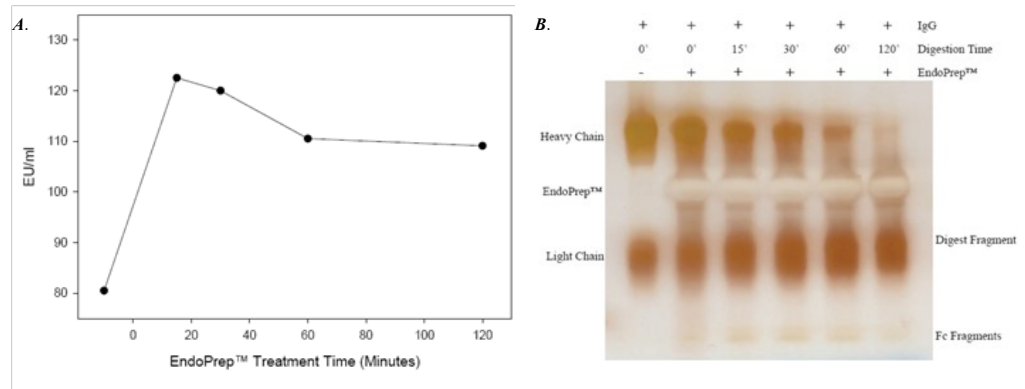 A.
EU/ml
130
120
110
100
90
80
0
20
40
60
80
100
120
EndoPrep™ Treatment Time (Minutes)
B.
+ + + + + + IgG
0' 0' 15' 30' 60' 120' Digestion Time
- + + + + + EndoPrep™
Heavy Chain
EndoPrep™
Light Chain
Digest Fragment
Fc Fragments